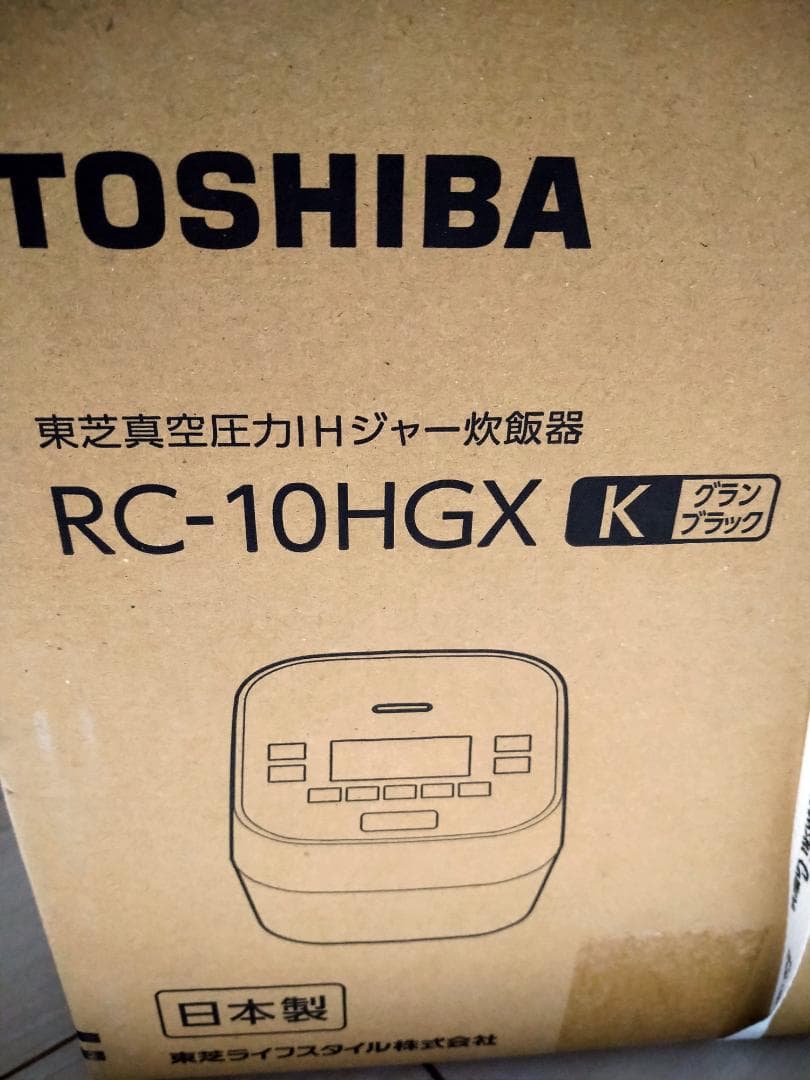 TOSHIBA
東芝真空圧力IHジャー炊飯器
RC-10HGX K グラン
ブラック
日本製
東芝ライフスタイル株式会社